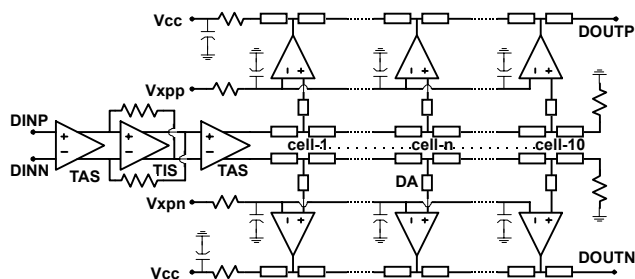 Vcc
DOUTP
Vxpp
DINP
+
-
+
-
+
-
DINN
TAS
TIS
TAS
cell-1
cell-n
cell-10
DA
Vxpn
Vcc
DOUTN